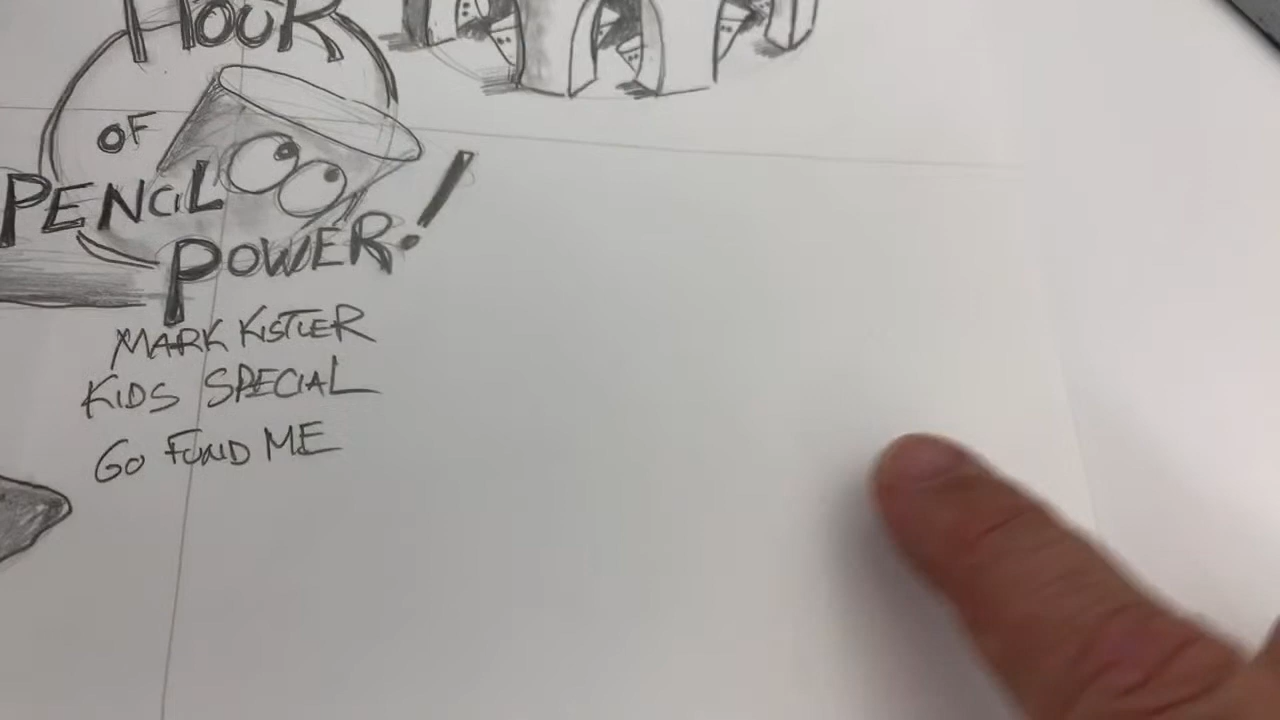 HOUR
OF
PENCIL
POWER!
MARK KISTLER
KIDS SPECIAL
GO FUND ME